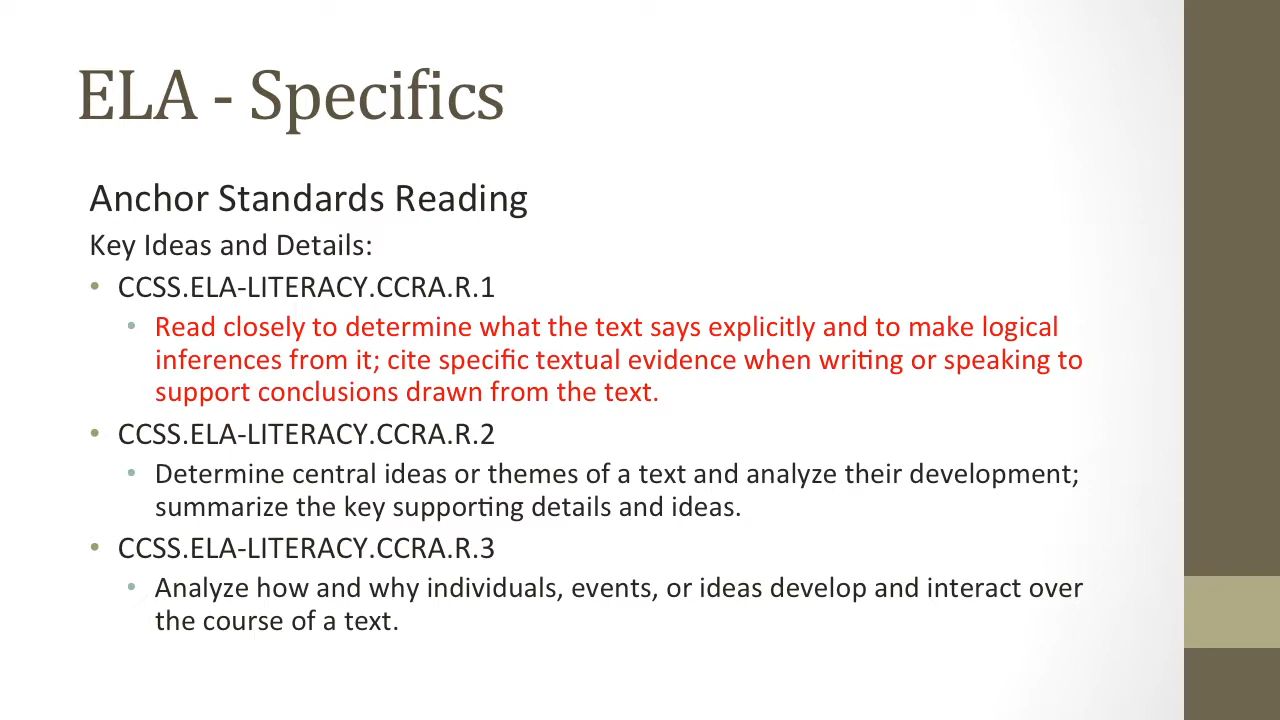 ELA - Specifics
Anchor Standards Reading
Key Ideas and Details:
• CCSS.ELA-LITERACY.CCRA.R.1
• Read closely to determine what the text says explicitly and to make logical
inferences from it; cite specific textual evidence when writing or speaking to
support conclusions drawn from the text.
• CCSS.ELA-LITERACY.CCRA.R.2
• Determine central ideas or themes of a text and analyze their development;
summarize the key supporting details and ideas.
• CCSS.ELA-LITERACY.CCRA.R.3
• Analyze how and why individuals, events, or ideas develop and interact over
the course of a text.